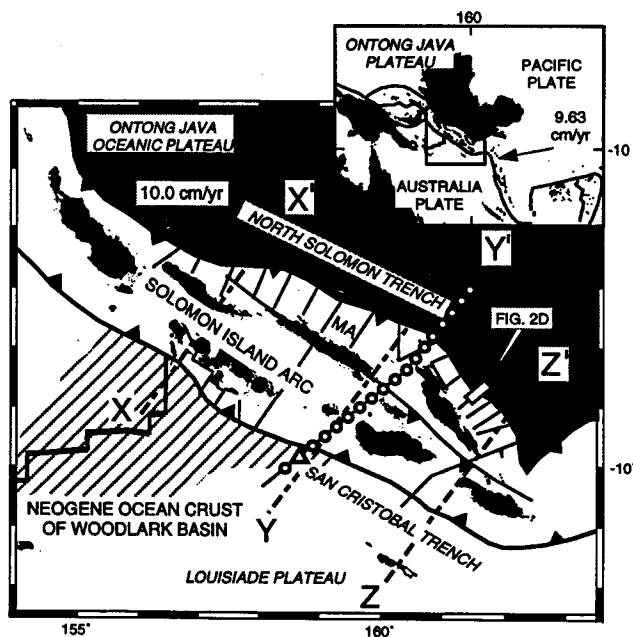 160
ONTONG JAVA
PLATEAU
PACIFIC
PLATE
9.63
cm/yr
-10
AUSTRALIA
PLATE
ONTONG JAVA
OCEANIC PLATEAU
10.0 cm/yr
X'
NORTH SOLOMON TRENCH
Y'
FIG. 2D
MA
SOLOMON ISLAND ARC
Z'
X
-10°
NEOGENE OCEAN CRUST
OF WOODLARK BASIN
SAN CRISTOBAL TRENCH
Y
LOUISIADE PLATEAU
Z
155°
160°